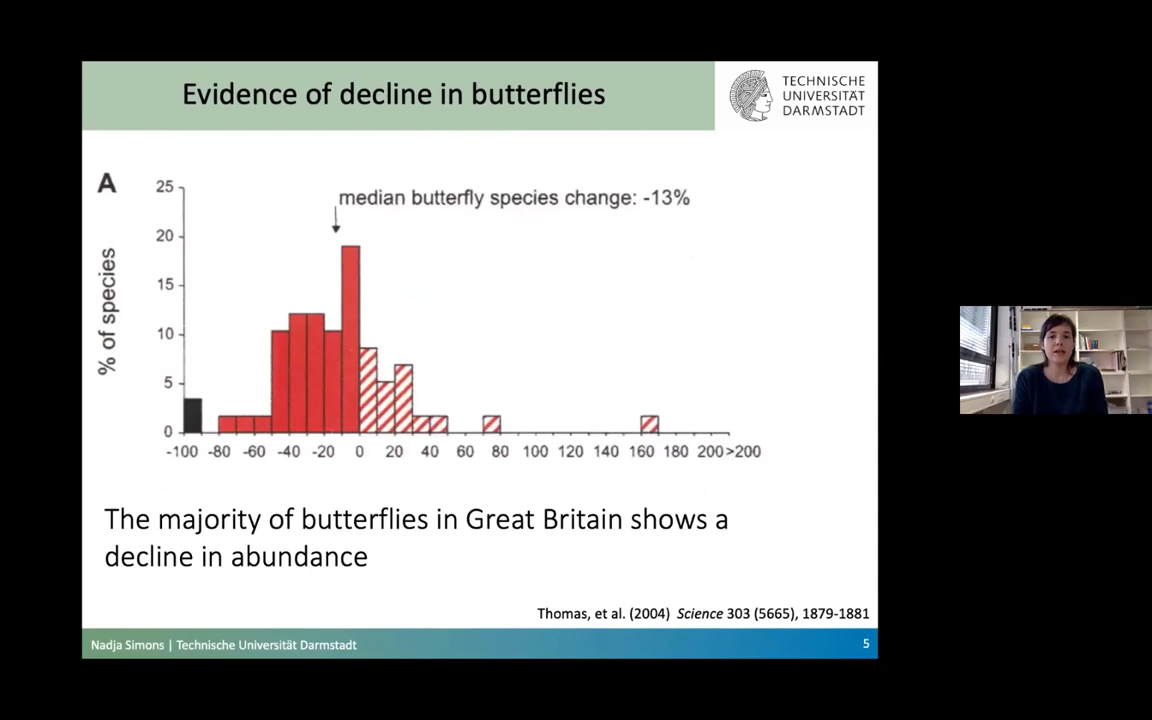 Evidence of decline in butterflies
TECHNISCHE
UNIVERSITÄT
DARMSTADT
A
median butterfly species change: -13%
% of species
25
20
15
10
5
0
-100 -80 -60 -40 -20 0 20 40 60 80 100 120 140 160 180 200 >200
The majority of butterflies in Great Britain shows a
decline in abundance
Thomas, et al. (2004) Science 303 (5665), 1879-1881
Nadja Simons | Technische Universität Darmstadt
5